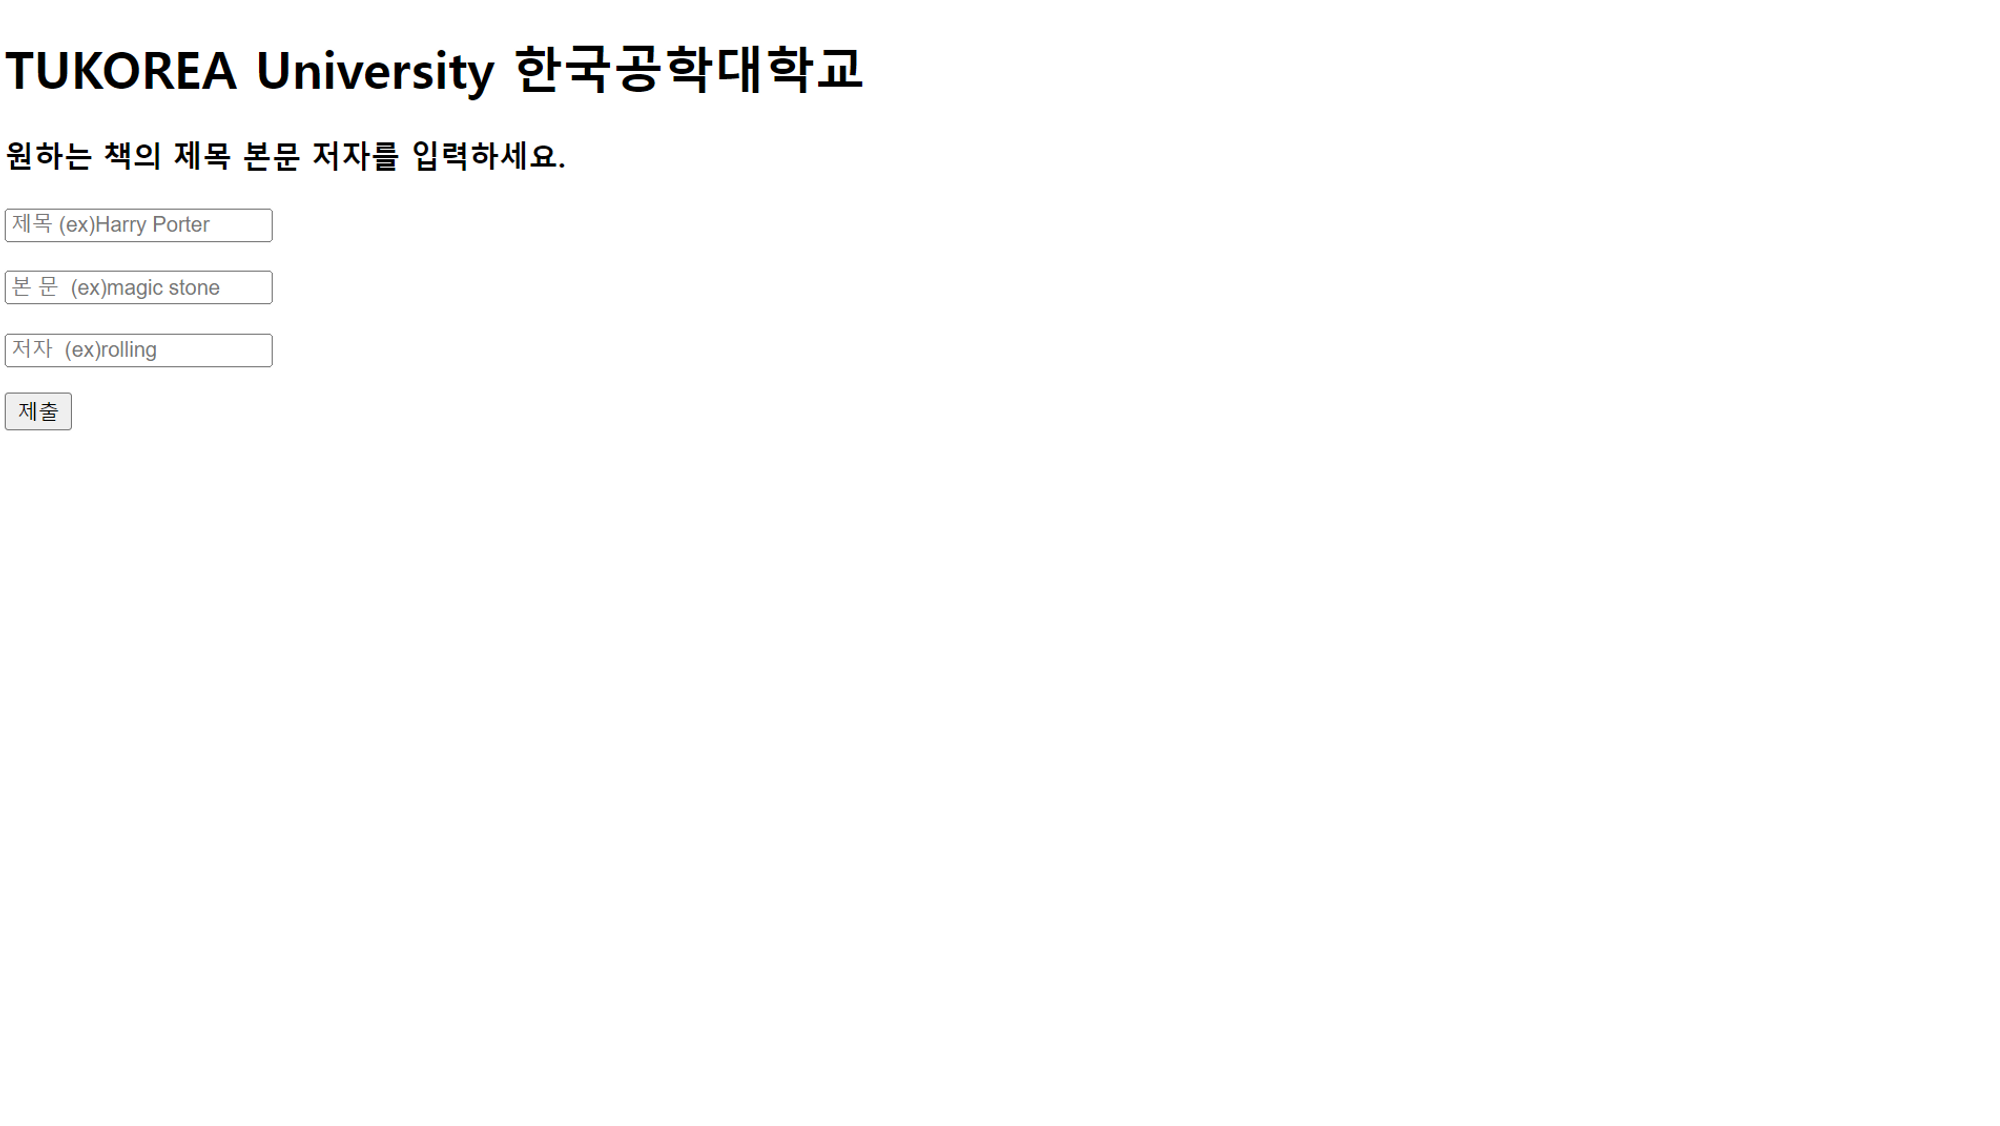 TUKOREA University 한국공학대학교
원하는 책의 제목 본문 저자를 입력하세요.
제목 (ex)Harry Porter
본 문  (ex)magic stone
저자  (ex)rolling
제출